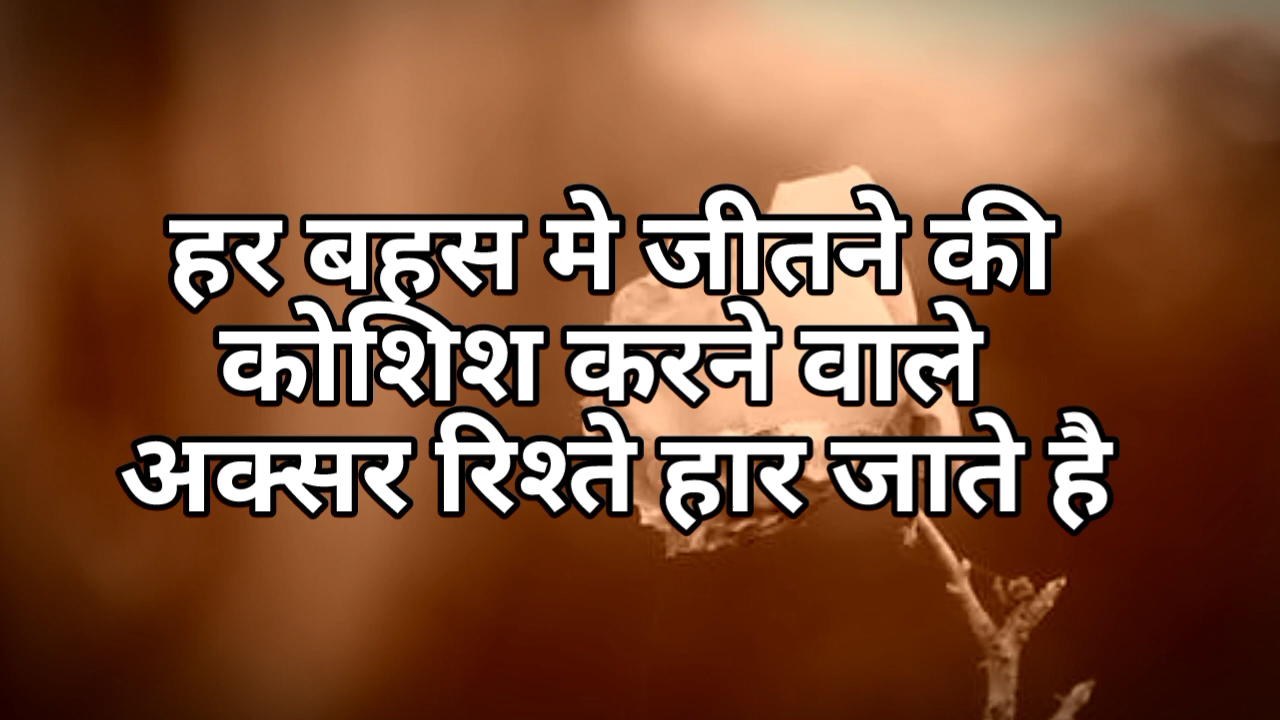 हर बहस मे जीतने की
कोशिश करने वाले
अक्सर रिश्ते हार जाते है